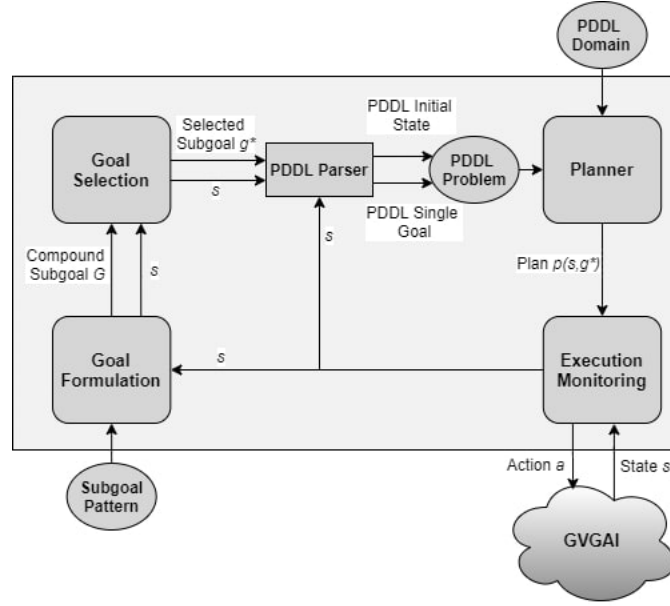 PDDL
Domain
Selected
Subgoal g*
s
PDDL Initial
State
Goal
Selection
PDDL Parser
PDDL
Problem
Planner
PDDL Single
Goal
Compound
Subgoal G
s
s
Plan p(s,g*)
Goal
Formulation
s
Execution
Monitoring
Action a
State s
Subgoal
Pattern
GVGAI